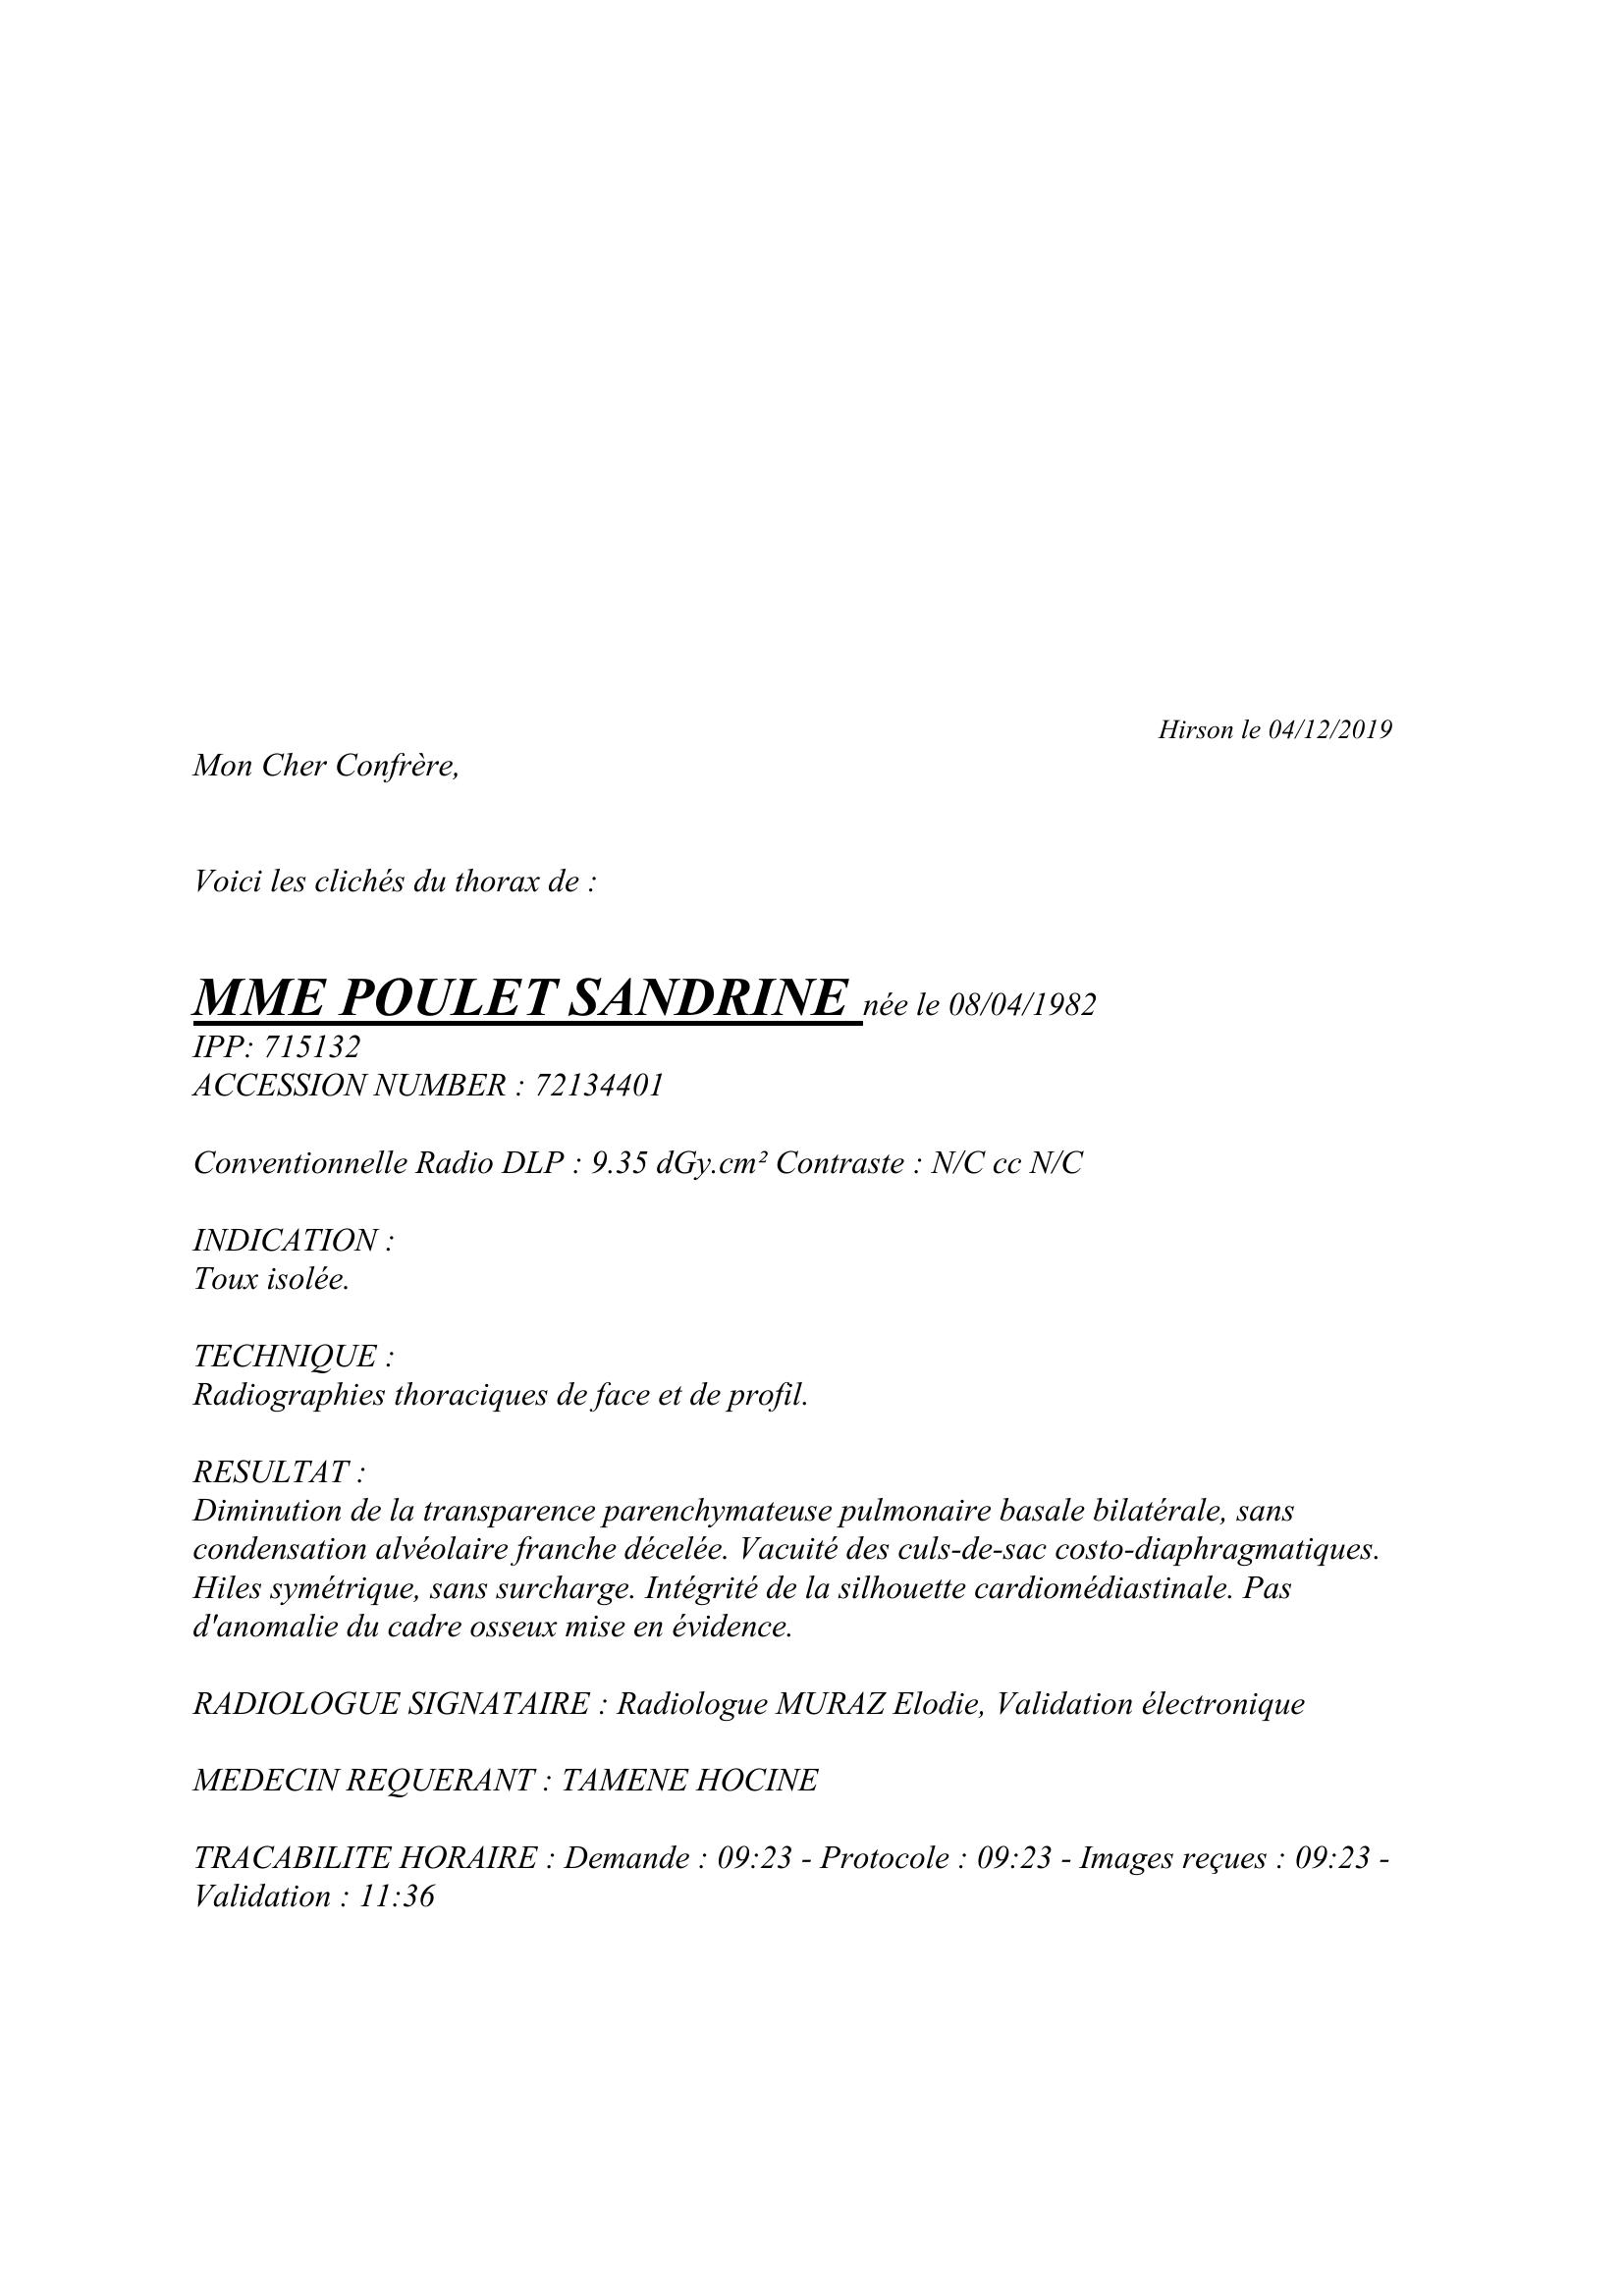 Hirson le 04/12/2019
Mon Cher Confrère,
Voici les clichés du thorax de :
MME POULET SANDRINE née le 08/04/1982
IPP: 715132
ACCESSION NUMBER : 72134401
Conventionnelle Radio DLP : 9.35 dGy.cm² Contraste : N/C cc N/C
INDICATION :
Toux isolée.
TECHNIQUE :
Radiographies thoraciques de face et de profil.
RESULTAT :
Diminution de la transparence parenchymateuse pulmonaire basale bilatérale, sans
condensation alvéolaire franche décelée. Vacuité des culs-de-sac costo-diaphragmatiques.
Hiles symétrique, sans surcharge. Intégrité de la silhouette cardiomédiastinale. Pas
d'anomalie du cadre osseux mise en évidence.
RADIOLOGUE SIGNATAIRE : Radiologue MURAZ Elodie, Validation électronique
MEDECIN REQUERANT : TAMENE HOCINE
TRACABILITE HORAIRE : Demande : 09:23 - Protocole : 09:23 - Images reçues : 09:23 -
Validation : 11:36